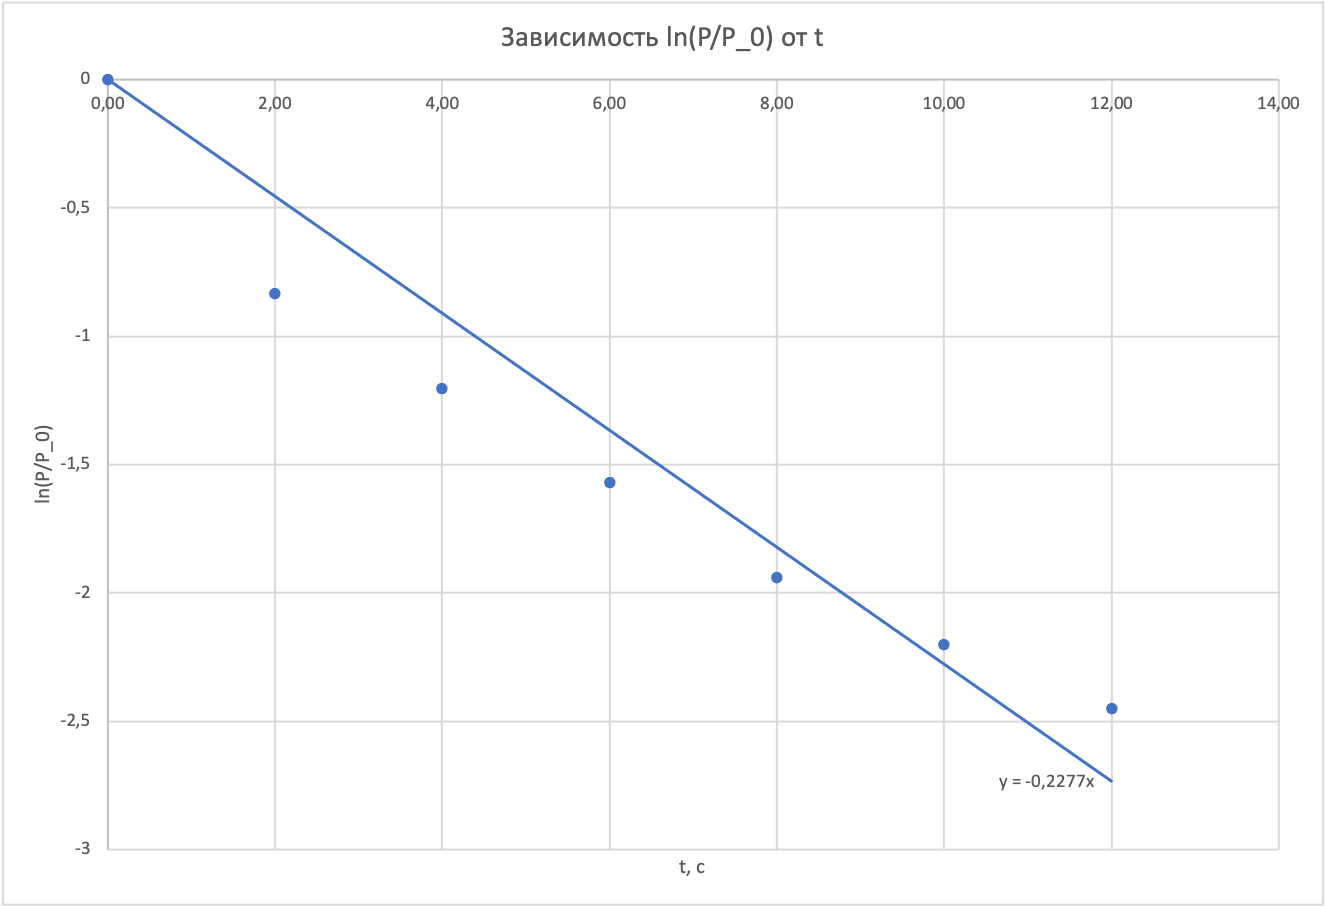 Зависимость ln(P/P_0) от t
0
0,00 2,00 4,00 6,00 8,00 10,00 12,00 14,00
-0,5
-1
-1,5
-2
-2,5
-3
ln(P/P_0)
y = -0,2277x
t, с